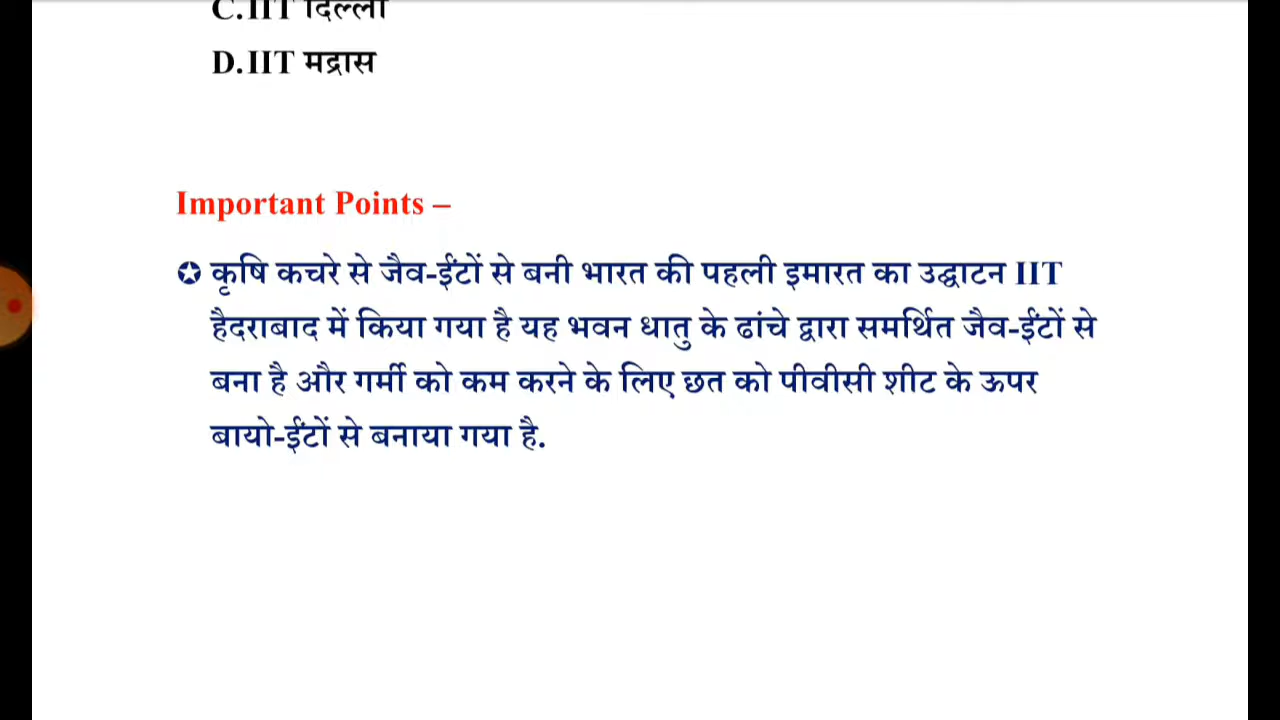 C.IIT दिल्ली
D.IIT मद्रास
Important Points –
✪ कृषि कचरे से जैव-ईंटों से बनी भारत की पहली इमारत का उद्घाटन IIT
हैदराबाद में किया गया है यह भवन धातु के ढांचे द्वारा समर्थित जैव-ईंटों से
बना है और गर्मी को कम करने के लिए छत को पीवीसी शीट के ऊपर
बायो-ईंटों से बनाया गया है.